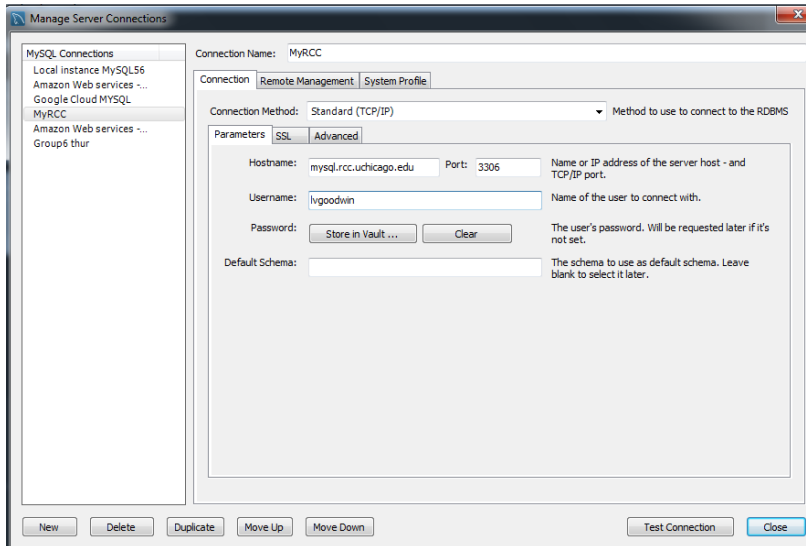 Manage Server Connections
MySQL Connections
Local instance MySQL56
Amazon Web services -...
Google Cloud MYSQL
MyRCC
Amazon Web services -...
Group6 thur
Connection Name: MyRCC
Connection Remote Management System Profile
Connection Method: Standard (TCP/IP) Method to use to connect to the RDBMS
Parameters SSL Advanced
Hostname: mysql.rcc.uchicago.edu Port: 3306 Name or IP address of the server host - and
TCP/IP port.
Username: lvgoodwin Name of the user to connect with.
Password: Store in Vault ... Clear The user's password. Will be requested later if it's
not set.
Default Schema: The schema to use as default schema. Leave
blank to select it later.
New Delete Duplicate Move Up Move Down Test Connection Close